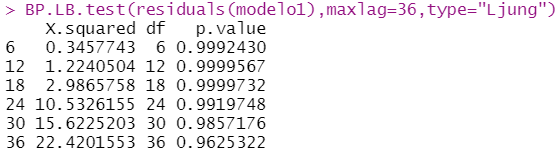 > BP.LB.test(residuals(modelo1),maxlag=36,type="Ljung")
X.squared df p.value
6 0.3457743 6 0.9992430
12 1.2240504 12 0.9999567
18 2.9865758 18 0.9999732
24 10.5326155 24 0.9919748
30 15.6225203 30 0.9857176
36 22.4201553 36 0.9625322